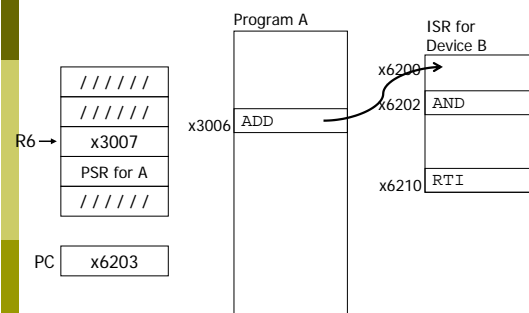 Program A
ISR for
Device B
x6200
//////
//////
x3006 ADD
x6202 AND
R6
x3007
PSR for A
x6210 RTI
//////
PC x6203